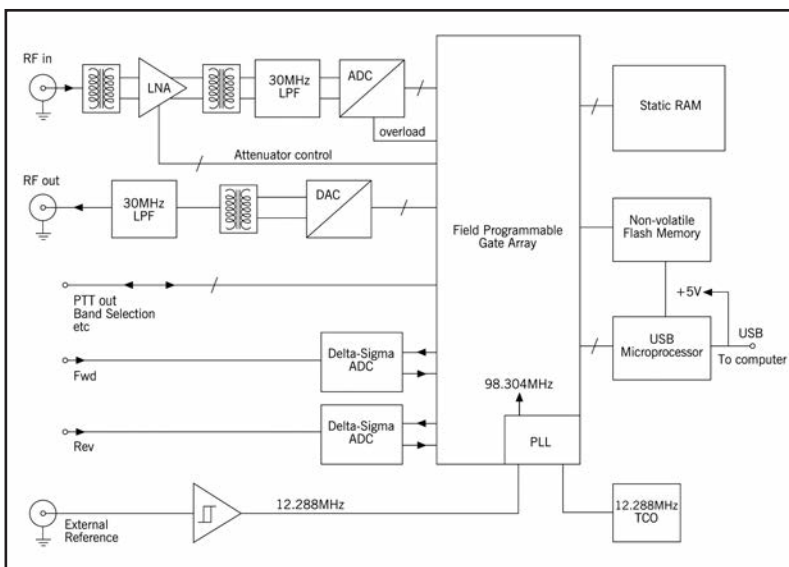 RF in
LNA
30MHz
LPF
ADC
overload
Attenuator control
Static RAM
RF out
30MHz
LPF
DAC
Field Programmable
Gate Array
Non-volatile
Flash Memory
PTT out
Band Selection
etc
+5V
USB
Microprocessor
USB
To computer
Fwd
Delta-Sigma
ADC
98.304MHz
Rev
Delta-Sigma
ADC
PLL
External
Reference
12.288MHz
12.288MHz
TCO